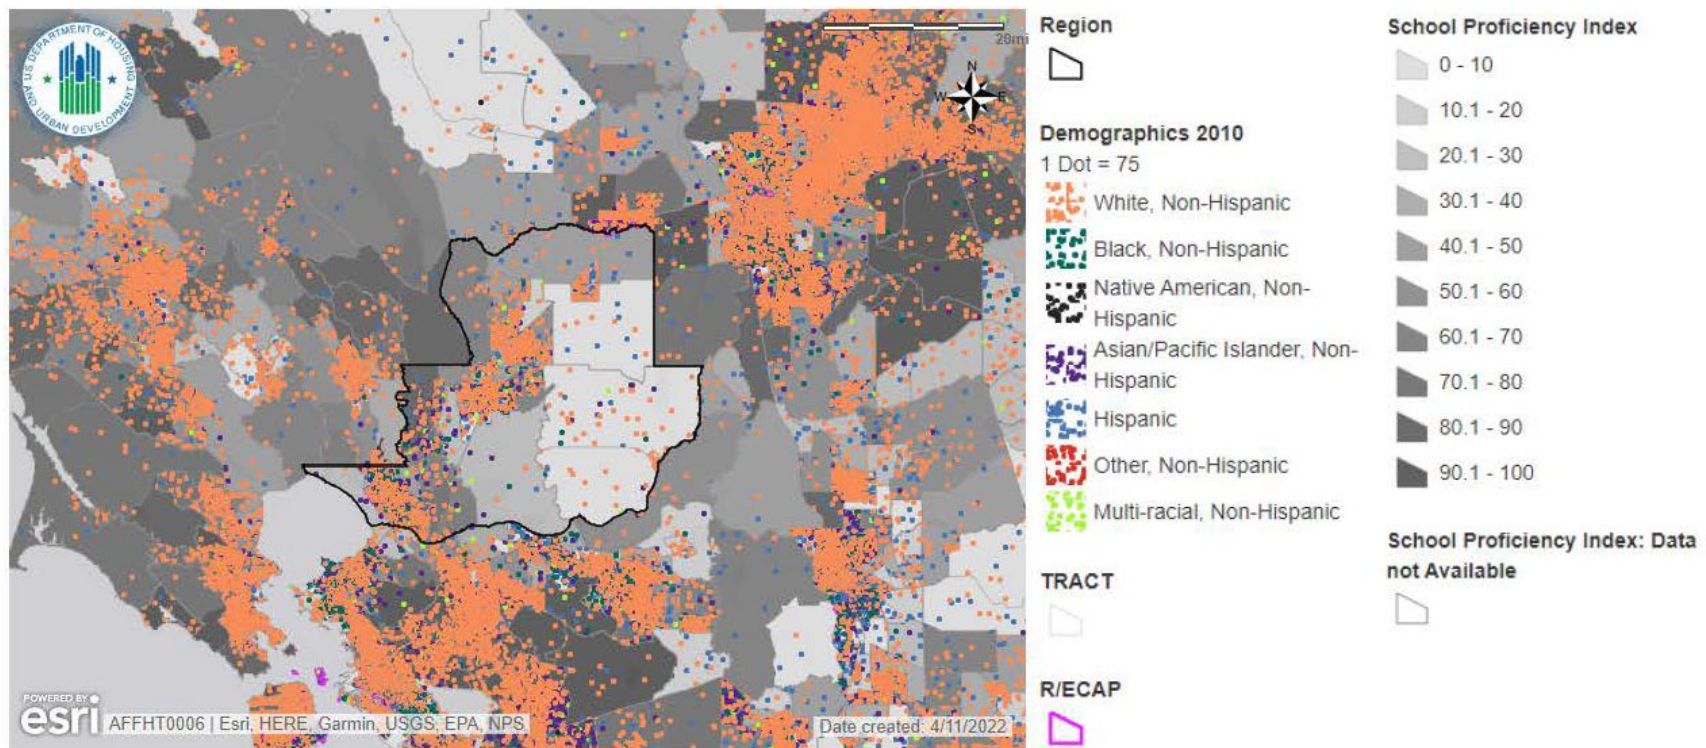 U.S. DEPARTMENT OF HOUSING
AND URBAN DEVELOPMENT
20mi
N
W
E
S
POWERED BY
esri
AFFHT0006 | Esri, HERE, Garmin, USGS, EPA, NPS
Date created: 4/11/2022
Region
Demographics 2010
1 Dot = 75
White, Non-Hispanic
Black, Non-Hispanic
Native American, Non-
Hispanic
Asian/Pacific Islander, Non-
Hispanic
Hispanic
Other, Non-Hispanic
Multi-racial, Non-Hispanic
TRACT
R/ECAP
School Proficiency Index
0 - 10
10.1 - 20
20.1 - 30
30.1 - 40
40.1 - 50
50.1 - 60
60.1 - 70
70.1 - 80
80.1 - 90
90.1 - 100
School Proficiency Index: Data
not Available